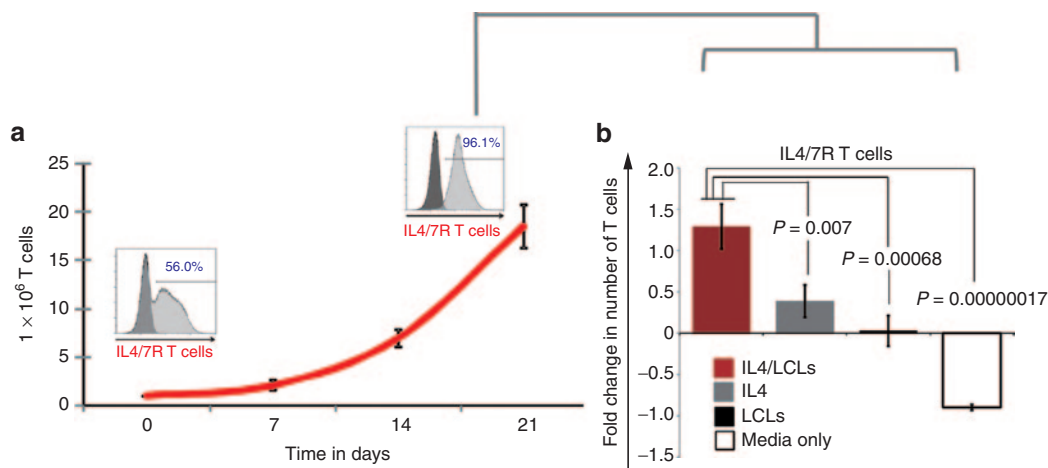 a
25
20
15
10
5
0
1 × 10⁶ T cells
56.0%
IL4/7R T cells
96.1%
IL4/7R T cells
0
7
14
21
Time in days
b
IL4/7R T cells
2.0
1.5
1.0
0.5
0
−0.5
−1.0
−1.5
Fold change in number of T cells
P = 0.007
P = 0.00068
P = 0.00000017
IL4/LCLs
IL4
LCLs
Media only